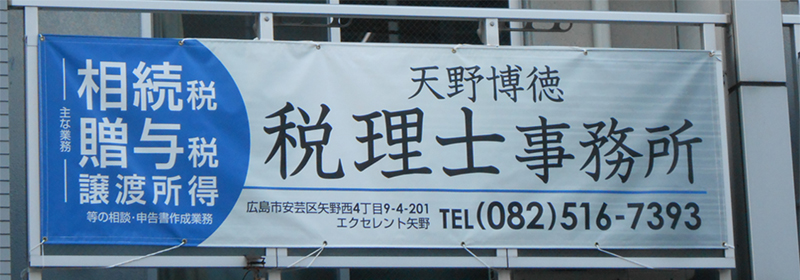 主な業務
相続税
贈与税
譲渡所得
等の相談・申告書作成業務
天野博徳
税理士事務所
広島市安芸区矢野西4丁目9-4-201
エクセレント矢野
TEL(082)516-7393